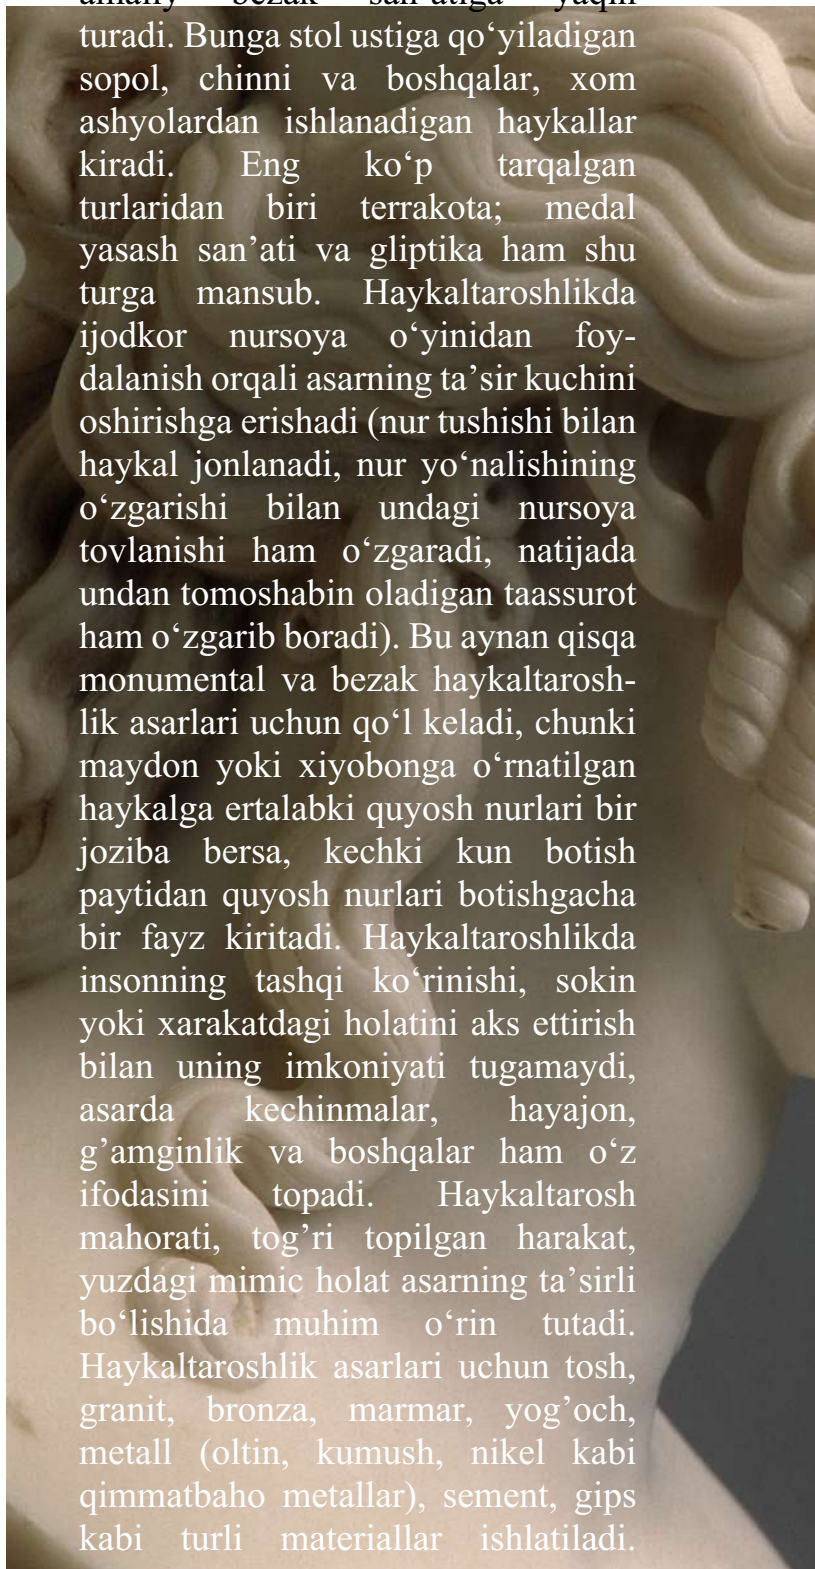 turadi. Bunga stol ustiga qo‘yiladigan
sopol, chinni va boshqalar, xom
ashyolardan ishlanadigan haykallar
kiradi. Eng ko‘p tarqalgan
turlaridan biri terrakota; medal
yasash san’ati va gliptika ham shu
turga mansub. Haykaltaroshlikda
ijodkor nursoya o‘yinidan foy-
dalanish orqali asarning ta’sir kuchini
oshirishga erishadi (nur tushishi bilan
haykal jonlanadi, nur yo‘nalishining
o‘zgarishi bilan undagi nursoya
tovlanishi ham o‘zgaradi, natijada
undan tomoshabin oladigan taassurot
ham o‘zgarib boradi). Bu aynan qisqa
monumental va bezak haykaltarosh-
lik asarlari uchun qo‘l keladi, chunki
maydon yoki xiyobonga o‘rnatilgan
haykalga ertalabki quyosh nurlari bir
joziba bersa, kechki kun botish
paytidan quyosh nurlari botishgacha
bir fayz kiritadi. Haykaltaroshlikda
insonning tashqi ko‘rinishi, sokin
yoki xarakatdagi holatini aks ettirish
bilan uning imkoniyati tugamaydi,
asarda kechinmalar, hayajon,
g’amginlik va boshqalar ham o‘z
ifodasini topadi. Haykaltarosh
mahorati, tog’ri topilgan harakat,
yuzdagi mimic holat asarning ta’sirli
bo‘lishida muhim o‘rin tutadi.
Haykaltaroshlik asarlari uchun tosh,
granit, bronza, marmar, yog’och,
metall (oltin, kumush, nikel kabi
qimmatbaho metallar), sement, gips
kabi turli materiallar ishlatiladi.